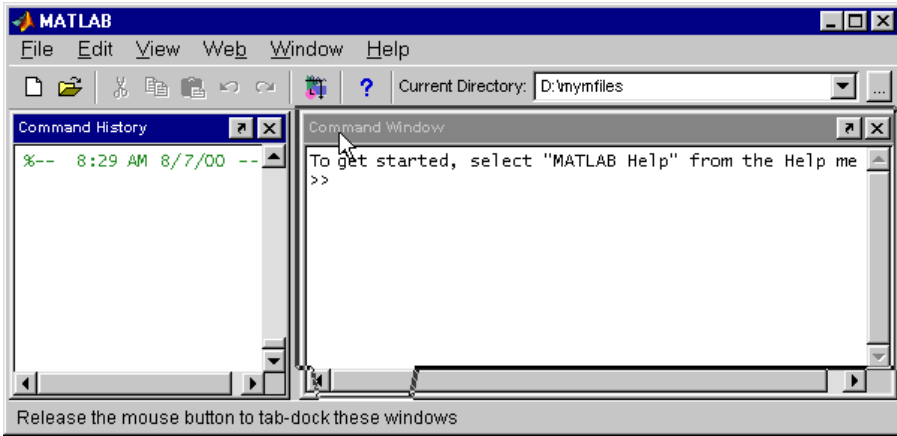 MATLAB
File Edit View Web Window Help
? Current Directory: D:\mymfiles ...
Command History
Command Window
%-- 8:29 AM 8/7/00 --
To get started, select "MATLAB Help" from the Help me
>>
Release the mouse button to tab-dock these windows